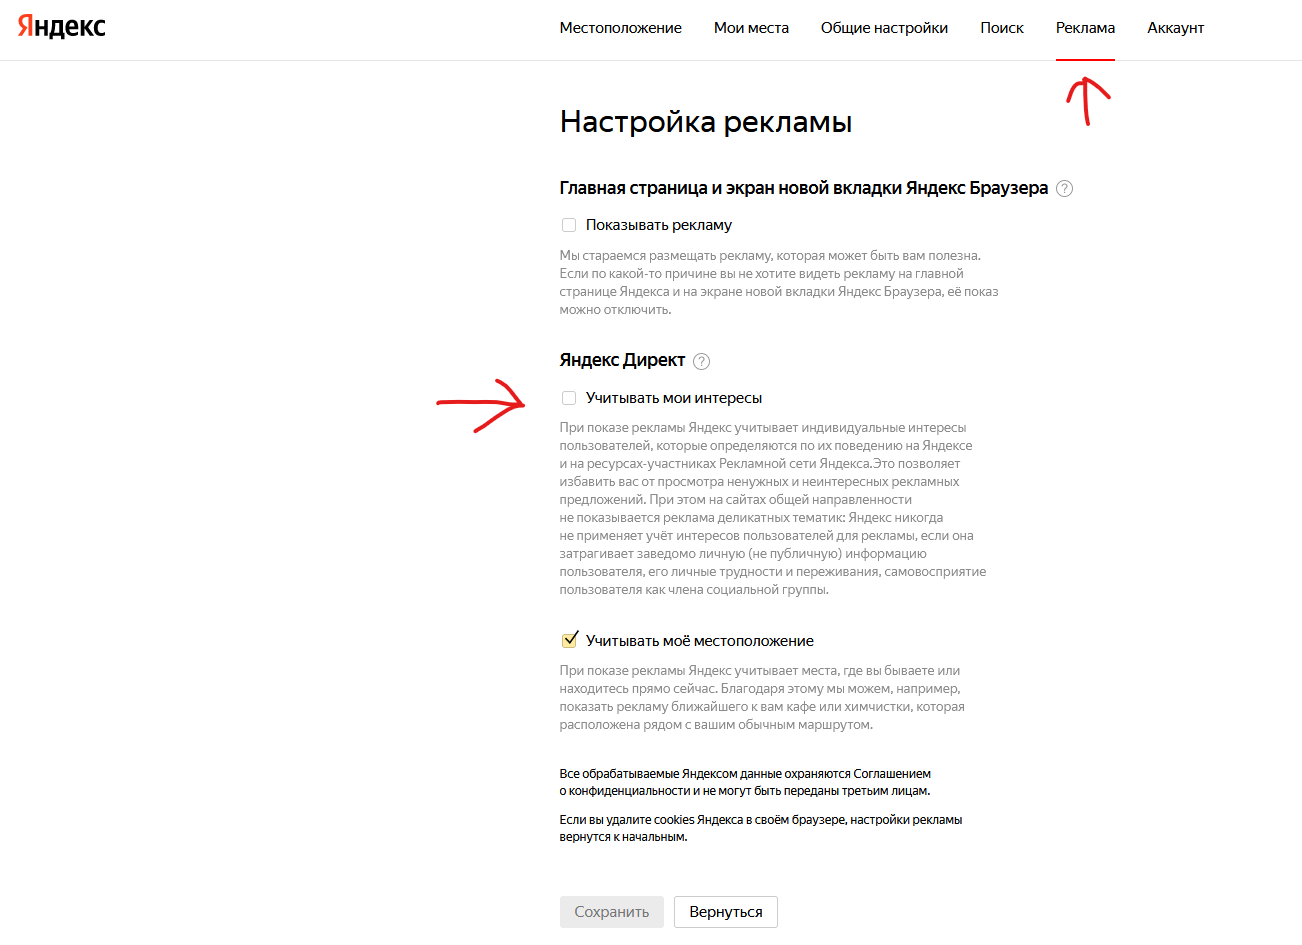 Яндекс
Местоположение Мои места Общие настройки Поиск Реклама Аккаунт
Настройка рекламы
Главная страница и экран новой вкладки Яндекс Браузера ?
Показывать рекламу
Мы стараемся размещать рекламу, которая может быть вам полезна.
Если по какой-то причине вы не хотите видеть рекламу на главной
странице Яндекса и на экране новой вкладки Яндекс Браузера, её показ
можно отключить.
Яндекс Директ ?
Учитывать мои интересы
При показе рекламы Яндекс учитывает индивидуальные интересы
пользователей, которые определяются по их поведению на Яндексе
и на ресурсах-участниках Рекламной сети Яндекса.Это позволяет
избавить вас от просмотра ненужных и неинтересных рекламных
предложений. При этом на сайтах общей направленности
не показывается реклама деликатных тематик: Яндекс никогда
не применяет учёт интересов пользователей для рекламы, если она
затрагивает заведомо личную (не публичную) информацию
пользователя, его личные трудности и переживания, самовосприятие
пользователя как члена социальной группы.
Учитывать моё местоположение
При показе рекламы Яндекс учитывает места, где вы бываете или
находитесь прямо сейчас. Благодаря этому мы можем, например,
показать рекламу ближайшего к вам кафе или химчистки, которая
расположена рядом с вашим обычным маршрутом.
Все обрабатываемые Яндексом данные охраняются Соглашением
о конфиденциальности и не могут быть переданы третьим лицам.
Если вы удалите cookies Яндекса в своём браузере, настройки рекламы
вернутся к начальным.
Сохранить Вернуться